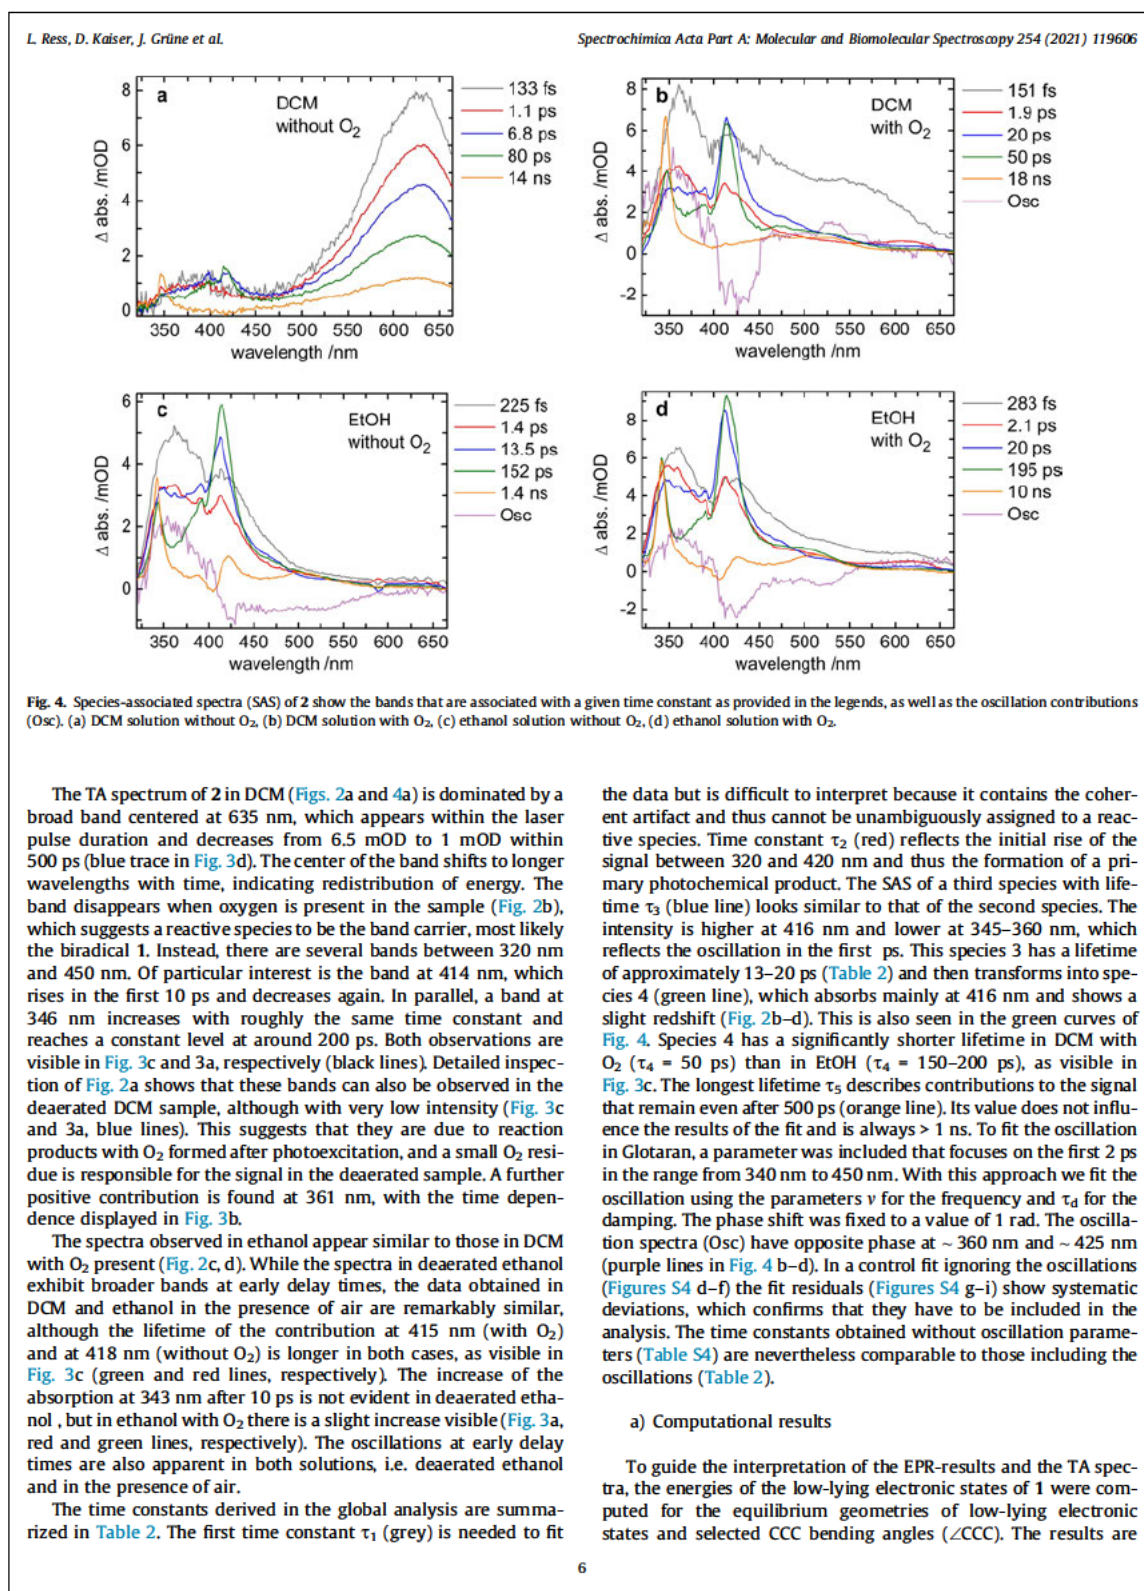 L. Ress, D. Kaiser, J. Grüne et al.
Spectrochimica Acta Part A: Molecular and Biomolecular Spectroscopy 254 (2021) 119606
a
DCM
without O2
133 fs
1.1 ps
6.8 ps
80 ps
14 ns
Δ abs. /mOD
8
6
4
2
0
350 400 450 500 550 600 650
wavelength /nm
b
DCM
with O2
151 fs
1.9 ps
20 ps
50 ps
18 ns
Osc
Δ abs. /mOD
8
6
4
2
0
-2
350 400 450 500 550 600 650
wavelength /nm
c
EtOH
without O2
225 fs
1.4 ps
13.5 ps
152 ps
1.4 ns
Osc
Δ abs. /mOD
6
4
2
0
350 400 450 500 550 600 650
wavelength /nm
d
EtOH
with O2
283 fs
2.1 ps
20 ps
195 ps
10 ns
Osc
Δ abs. /mOD
8
6
4
2
0
-2
350 400 450 500 550 600 650
wavelength /nm
Fig. 4. Species-associated spectra (SAS) of 2 show the bands that are associated with a given time constant as provided in the legends, as well as the oscillation contributions
(Osc). (a) DCM solution without O2, (b) DCM solution with O2, (c) ethanol solution without O2, (d) ethanol solution with O2.
The TA spectrum of 2 in DCM (Figs. 2a and 4a) is dominated by a
broad band centered at 635 nm, which appears within the laser
pulse duration and decreases from 6.5 mOD to 1 mOD within
500 ps (blue trace in Fig. 3d). The center of the band shifts to longer
wavelengths with time, indicating redistribution of energy. The
band disappears when oxygen is present in the sample (Fig. 2b),
which suggests a reactive species to be the band carrier, most likely
the biradical 1. Instead, there are several bands between 320 nm
and 450 nm. Of particular interest is the band at 414 nm, which
rises in the first 10 ps and decreases again. In parallel, a band at
346 nm increases with roughly the same time constant and
reaches a constant level at around 200 ps. Both observations are
visible in Fig. 3c and 3a, respectively (black lines). Detailed inspec-
tion of Fig. 2a shows that these bands can also be observed in the
deaerated DCM sample, although with very low intensity (Fig. 3c
and 3a, blue lines). This suggests that they are due to reaction
products with O2 formed after photoexcitation, and a small O2 resi-
due is responsible for the signal in the deaerated sample. A further
positive contribution is found at 361 nm, with the time depen-
dence displayed in Fig. 3b.
The spectra observed in ethanol appear similar to those in DCM
with O2 present (Fig. 2c, d). While the spectra in deaerated ethanol
exhibit broader bands at early delay times, the data obtained in
DCM and ethanol in the presence of air are remarkably similar,
although the lifetime of the contribution at 415 nm (with O2)
and at 418 nm (without O2) is longer in both cases, as visible in
Fig. 3c (green and red lines, respectively). The increase of the
absorption at 343 nm after 10 ps is not evident in deaerated etha-
nol , but in ethanol with O2 there is a slight increase visible (Fig. 3a,
red and green lines, respectively). The oscillations at early delay
times are also apparent in both solutions, i.e. deaerated ethanol
and in the presence of air.
The time constants derived in the global analysis are summa-
rized in Table 2. The first time constant τ1 (grey) is needed to fit
the data but is difficult to interpret because it contains the coher-
ent artifact and thus cannot be unambiguously assigned to a reac-
tive species. Time constant τ2 (red) reflects the initial rise of the
signal between 320 and 420 nm and thus the formation of a pri-
mary photochemical product. The SAS of a third species with life-
time τ3 (blue line) looks similar to that of the second species. The
intensity is higher at 416 nm and lower at 345–360 nm, which
reflects the oscillation in the first ps. This species 3 has a lifetime
of approximately 13–20 ps (Table 2) and then transforms into spe-
cies 4 (green line), which absorbs mainly at 416 nm and shows a
slight redshift (Fig. 2b–d). This is also seen in the green curves of
Fig. 4. Species 4 has a significantly shorter lifetime in DCM with
O2 (τ4 = 50 ps) than in EtOH (τ4 = 150–200 ps), as visible in
Fig. 3c. The longest lifetime τ5 describes contributions to the signal
that remain even after 500 ps (orange line). Its value does not influ-
ence the results of the fit and is always > 1 ns. To fit the oscillation
in Glotaran, a parameter was included that focuses on the first 2 ps
in the range from 340 nm to 450 nm. With this approach we fit the
oscillation using the parameters ν for the frequency and τd for the
damping. The phase shift was fixed to a value of 1 rad. The oscilla-
tion spectra (Osc) have opposite phase at ~ 360 nm and ~ 425 nm
(purple lines in Fig. 4 b–d). In a control fit ignoring the oscillations
(Figures S4 d–f) the fit residuals (Figures S4 g–i) show systematic
deviations, which confirms that they have to be included in the
analysis. The time constants obtained without oscillation parame-
ters (Table S4) are nevertheless comparable to those including the
oscillations (Table 2).
a) Computational results
To guide the interpretation of the EPR-results and the TA spec-
tra, the energies of the low-lying electronic states of 1 were com-
puted for the equilibrium geometries of low-lying electronic
states and selected CCC bending angles (∠CCC). The results are
6